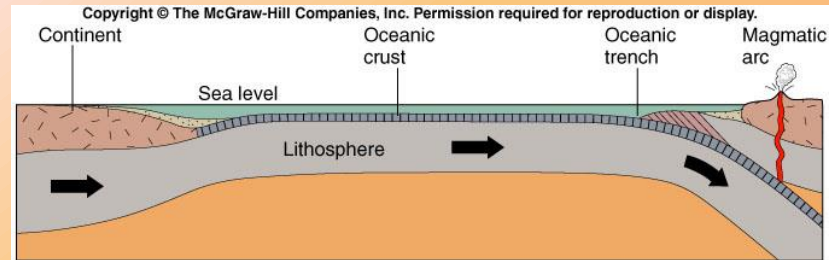 Copyright © The McGraw-Hill Companies, Inc. Permission required for reproduction or display.
Continent
Oceanic
crust
Oceanic
trench
Magmatic
arc
Sea level
Lithosphere